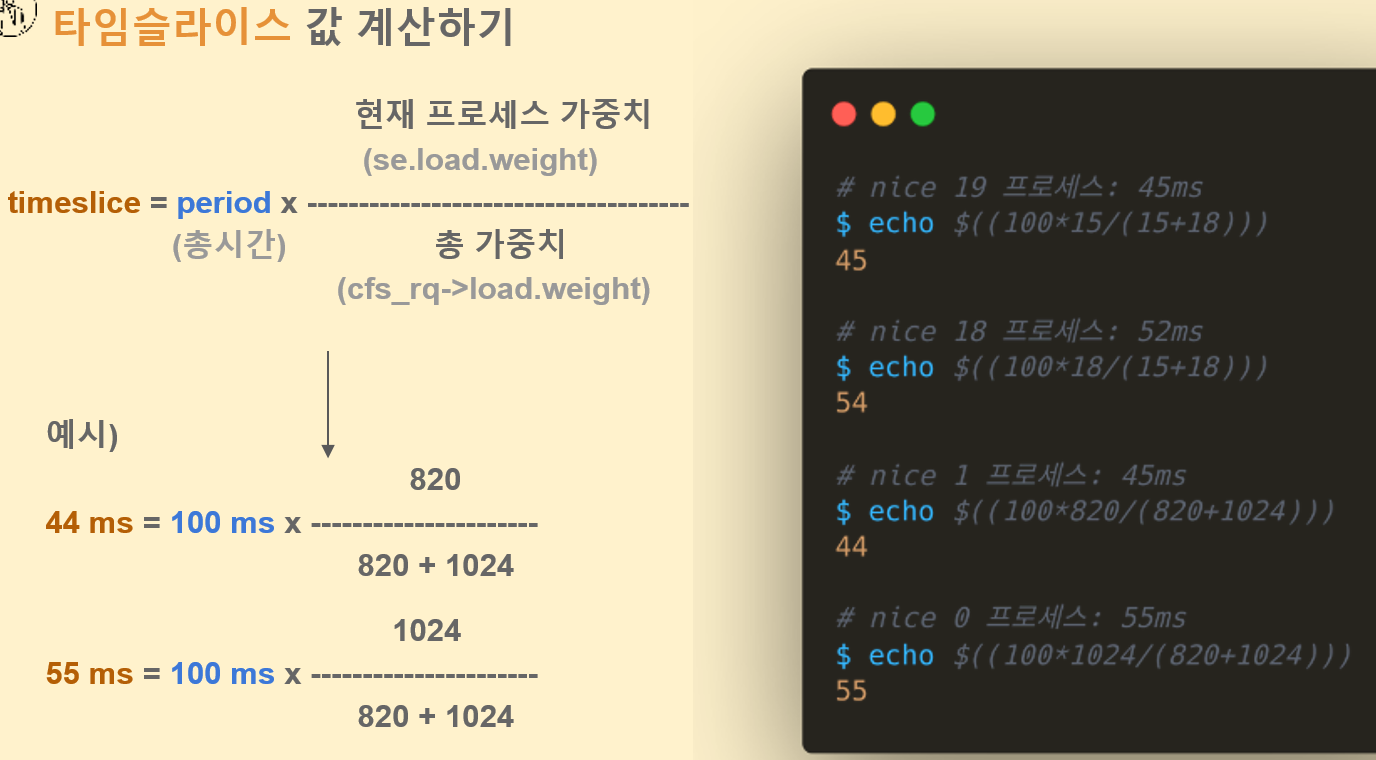 타임슬라이스 값 계산하기
현재 프로세스 가중치
(se.load.weight)
timeslice = period x -------------------------------------
(총시간)
총 가중치
(cfs_rq->load.weight)
예시)
820
44 ms = 100 ms x ----------------------
820 + 1024
1024
55 ms = 100 ms x ----------------------
820 + 1024
# nice 19 프로세스: 45ms
$ echo $((100*15/(15+18)))
45
# nice 18 프로세스: 52ms
$ echo $((100*18/(15+18)))
54
# nice 1 프로세스: 45ms
$ echo $((100*820/(820+1024)))
44
# nice 0 프로세스: 55ms
$ echo $((100*1024/(820+1024)))
55